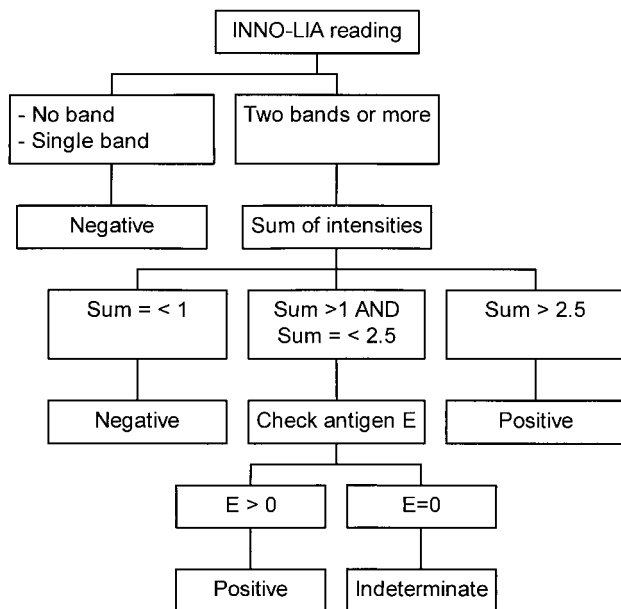 INNO-LIA reading
- No band
- Single band
Two bands or more
Negative
Sum of intensities
Sum = < 1
Sum >1 AND
Sum = < 2.5
Sum > 2.5
Negative
Check antigen E
Positive
E > 0
E=0
Positive
Indeterminate